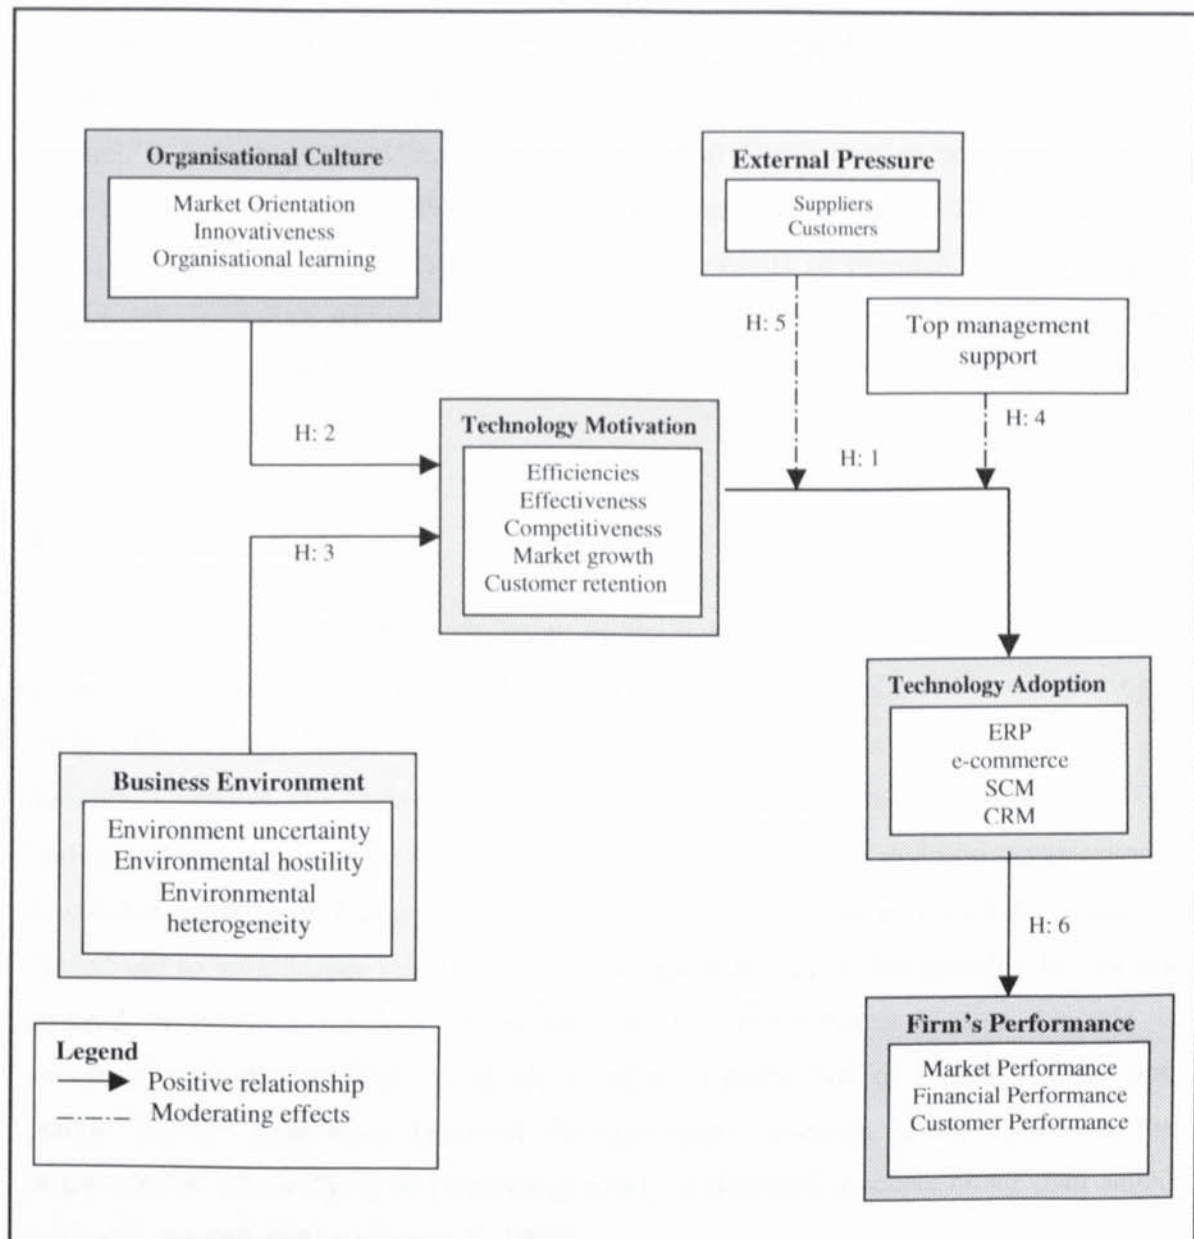 Organisational Culture
Market Orientation
Innovativeness
Organisational learning
External Pressure
Suppliers
Customers
H: 5
Top management
support
H: 4
H: 2
Technology Motivation
Efficiencies
Effectiveness
Competitiveness
Market growth
Customer retention
H: 1
H: 3
Technology Adoption
ERP
e-commerce
SCM
CRM
Business Environment
Environment uncertainty
Environmental hostility
Environmental
heterogeneity
H: 6
Firm's Performance
Market Performance
Financial Performance
Customer Performance
Legend
Positive relationship
Moderating effects